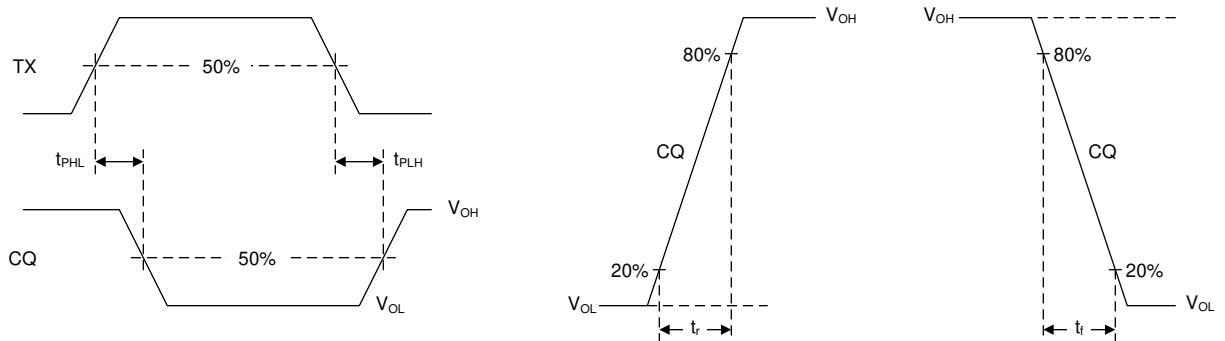 TX
50%
tPHL
tPLH
VOH
CQ
50%
VOL
VOH
80%
CQ
20%
VOL
tr
VOH
80%
CQ
20%
VOL
tf